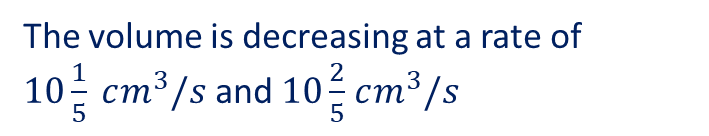 The volume is decreasing at a rate of
10 1/5 cm³/s and 10 2/5 cm³/s